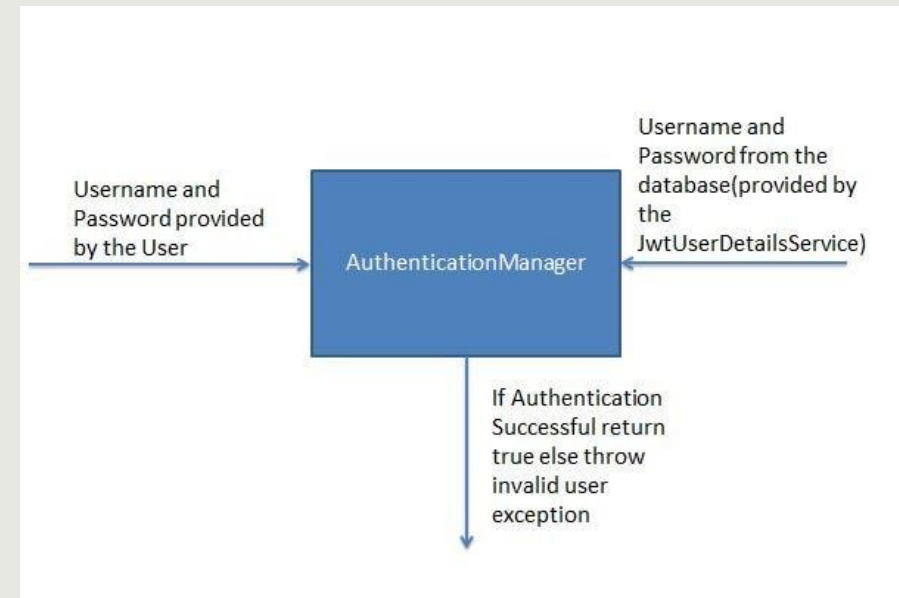 Username and
Password provided
by the User
AuthenticationManager
Username and
Password from the
database(provided by
the
JwtUserDetailsService)
If Authentication
Successful return
true else throw
invalid user
exception